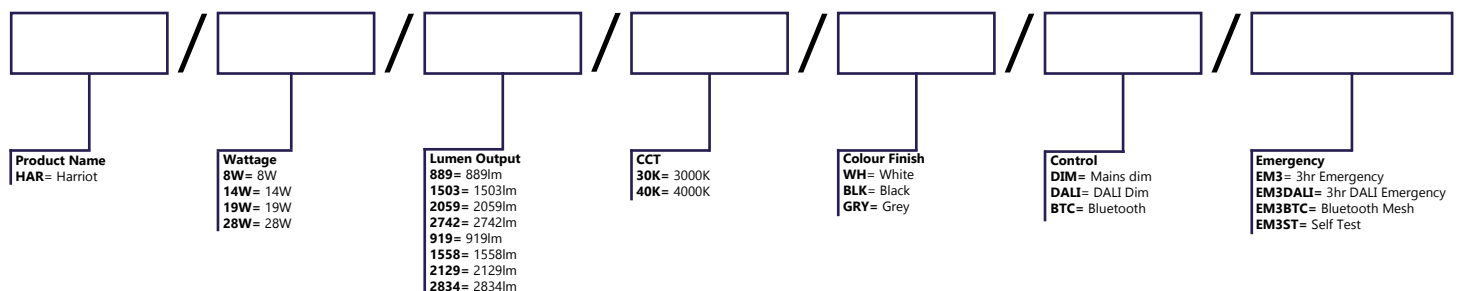 / / / / / /
Product Name
HAR= Harriot
Wattage
8W= 8W
14W= 14W
19W= 19W
28W= 28W
Lumen Output
889= 889lm
1503= 1503lm
2059= 2059lm
2742= 2742lm
919= 919lm
1558= 1558lm
2129= 2129lm
2834= 2834lm
CCT
30K= 3000K
40K= 4000K
Colour Finish
WH= White
BLK= Black
GRY= Grey
Control
DIM= Mains dim
DALI= DALI Dim
BTC= Bluetooth
Emergency
EM3= 3hr Emergency
EM3DALI= 3hr DALI Emergency
EM3BTC= Bluetooth Mesh
EM3ST= Self Test